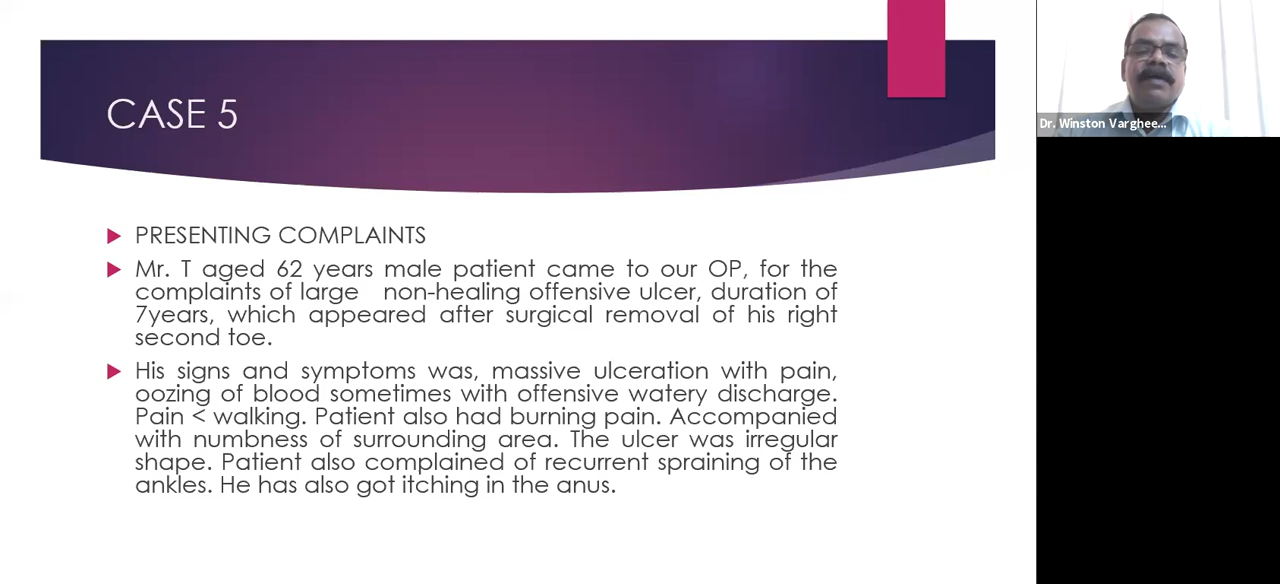 CASE 5
PRESENTING COMPLAINTS
Mr. T aged 62 years male patient came to our OP, for the
complaints of large non-healing offensive ulcer, duration of
7years, which appeared after surgical removal of his right
second toe.
His signs and symptoms was, massive ulceration with pain,
oozing of blood sometimes with offensive watery discharge.
Pain < walking. Patient also had burning pain. Accompanied
with numbness of surrounding area. The ulcer was irregular
shape. Patient also complained of recurrent spraining of the
ankles. He has also got itching in the anus.
Dr. Winston Varghee...